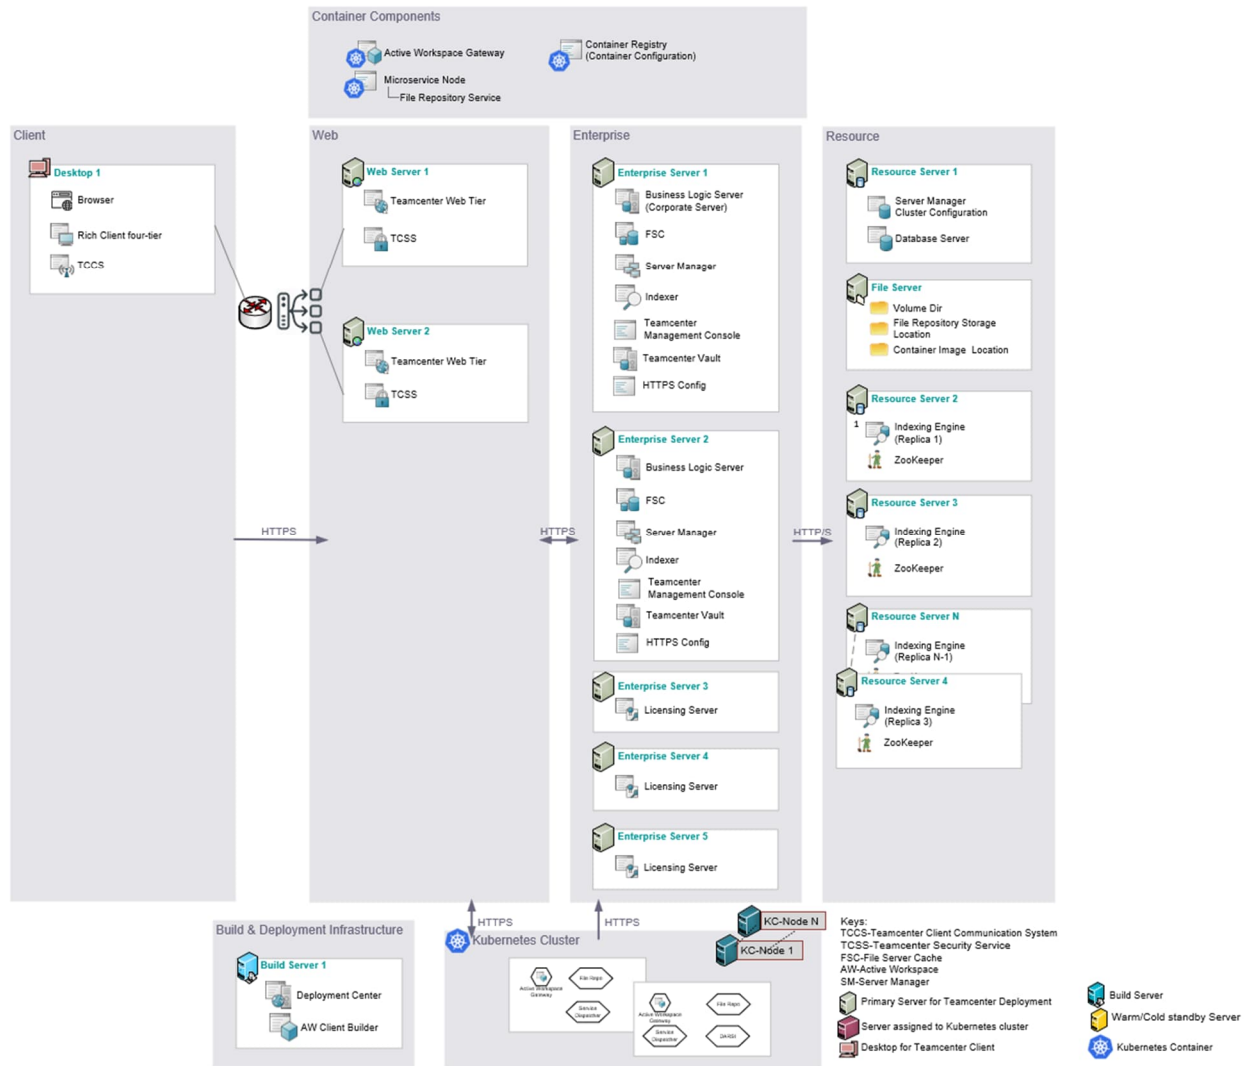 Container Components
Active Workspace Gateway
Microservice Node
File Repository Service
Container Registry
(Container Configuration)
Client
Desktop 1
Browser
Rich Client four-tier
TCCS
Web
Web Server 1
Teamcenter Web Tier
TCSS
Web Server 2
Teamcenter Web Tier
TCSS
Enterprise
Enterprise Server 1
Business Logic Server
(Corporate Server)
FSC
Server Manager
Indexer
Teamcenter
Management Console
Teamcenter Vault
HTTPS Config
Enterprise Server 2
Business Logic Server
FSC
Server Manager
Indexer
Teamcenter
Management Console
Teamcenter Vault
HTTPS Config
Enterprise Server 3
Licensing Server
Enterprise Server 4
Licensing Server
Enterprise Server 5
Licensing Server
Resource
Resource Server 1
Server Manager
Cluster Configuration
Database Server
File Server
Volume Dir
File Repository Storage
Location
Container Image Location
Resource Server 2
1
Indexing Engine
(Replica 1)
ZooKeeper
Resource Server 3
Indexing Engine
(Replica 2)
ZooKeeper
Resource Server N
Indexing Engine
(Replica N-1)
Resource Server 4
Indexing Engine
(Replica 3)
ZooKeeper
HTTPS
HTTPS
HTTP/S
HTTPS
HTTPS
Build & Deployment Infrastructure
Build Server 1
Deployment Center
AW Client Builder
Kubernetes Cluster
KC-Node N
KC-Node 1
Active Workspace
Gateway
File Repo
Service
Dispatcher
Active Workspace
Gateway
File Repo
Service
Dispatcher
Keys:
TCCS-Teamcenter Client Communication System
TCSS-Teamcenter Security Service
FSC-File Server Cache
AW-Active Workspace
SM-Server Manager
Primary Server for Teamcenter Deployment
Server assigned to Kubernetes cluster
Desktop for Teamcenter Client
Build Server
Warm/Cold standby Server
Kubernetes Container